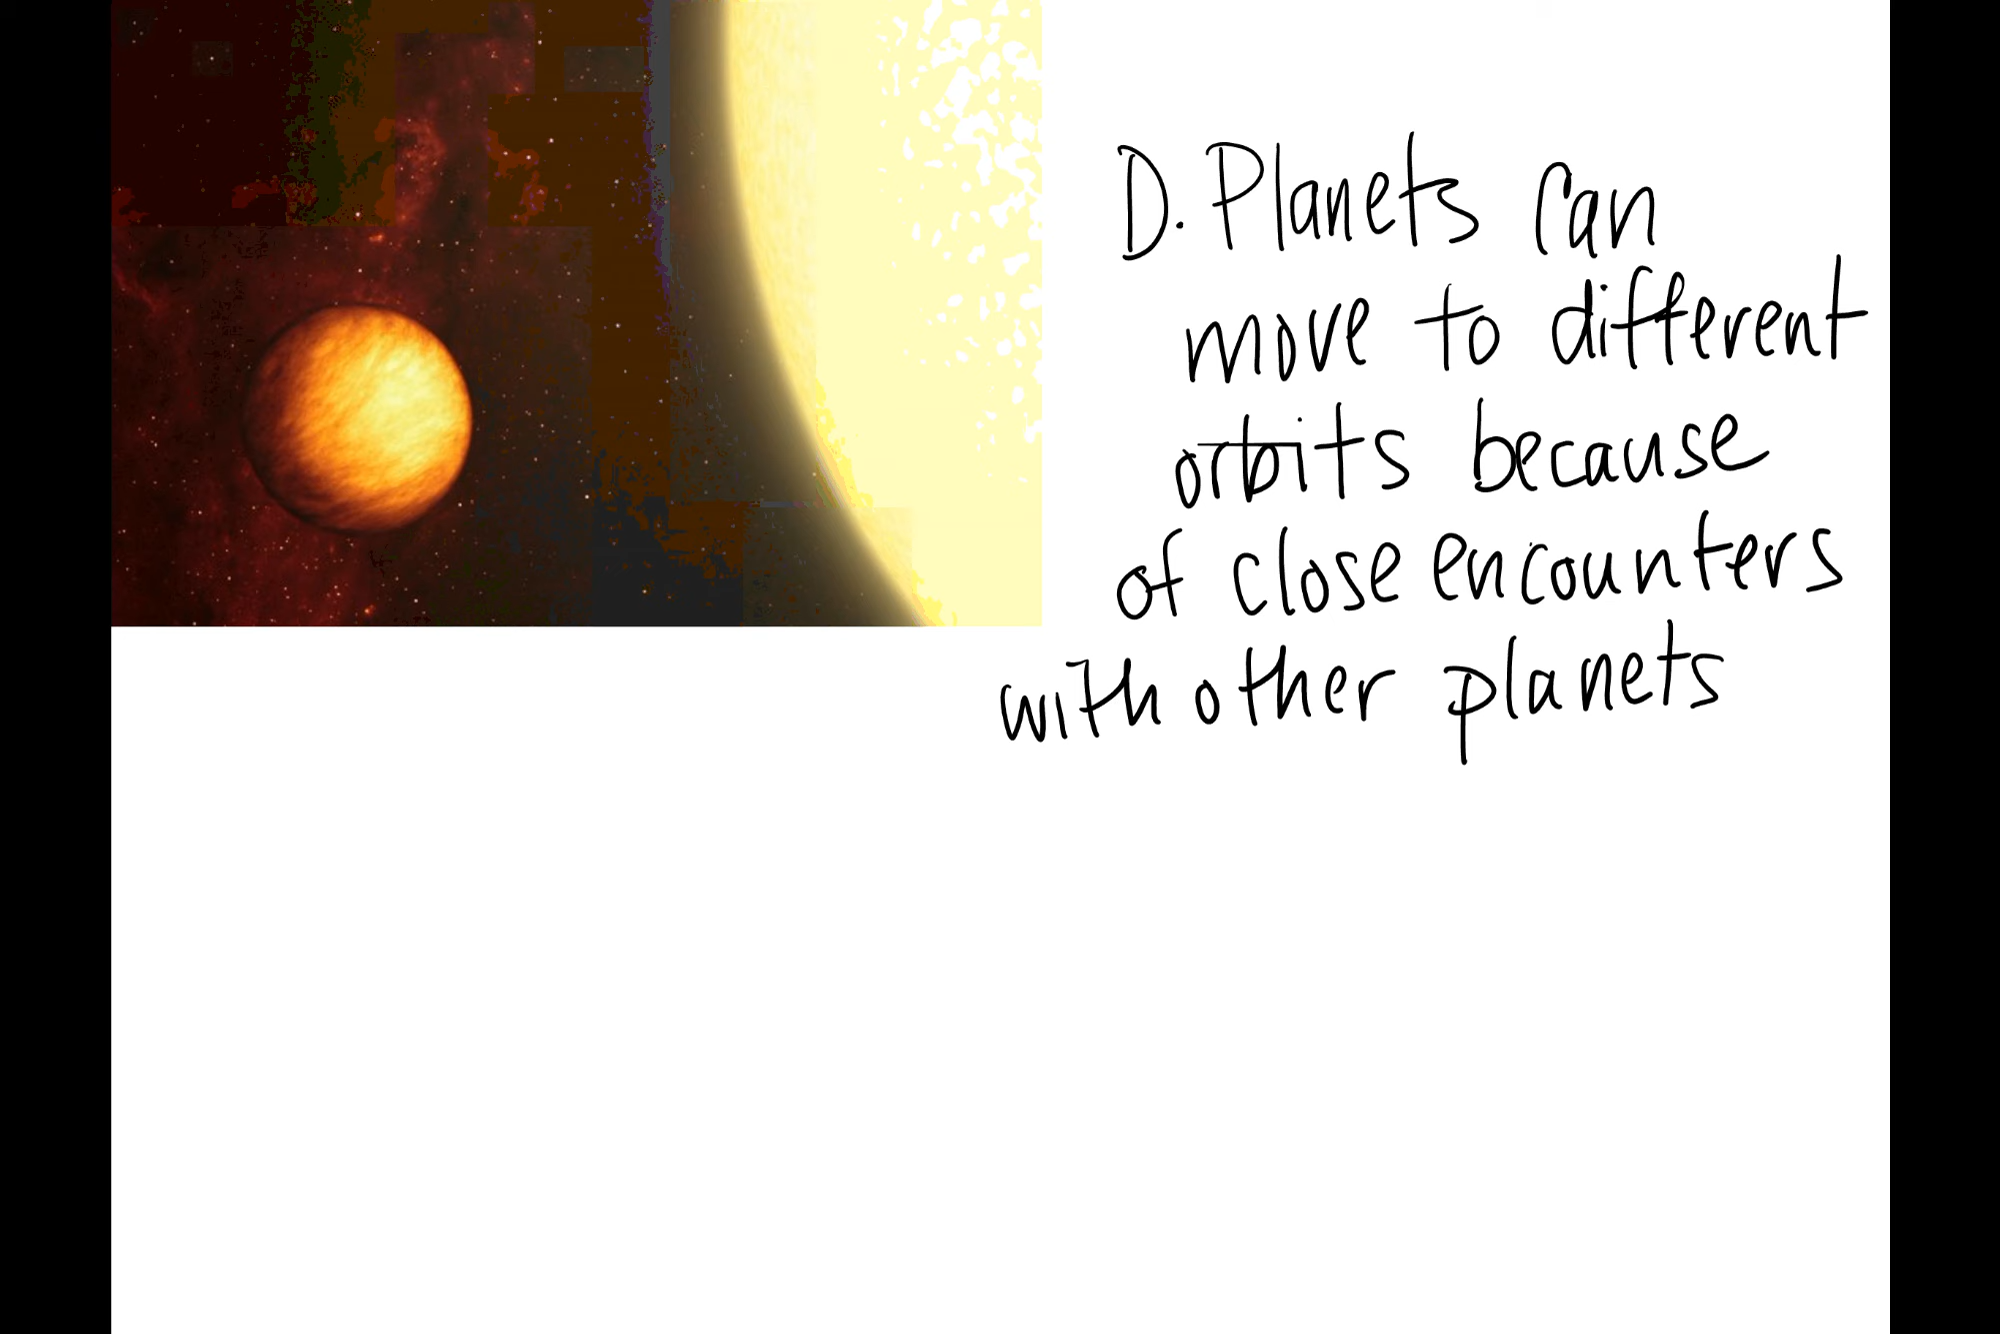 D. Planets can
move to different
orbits because
of close encounters
with other planets